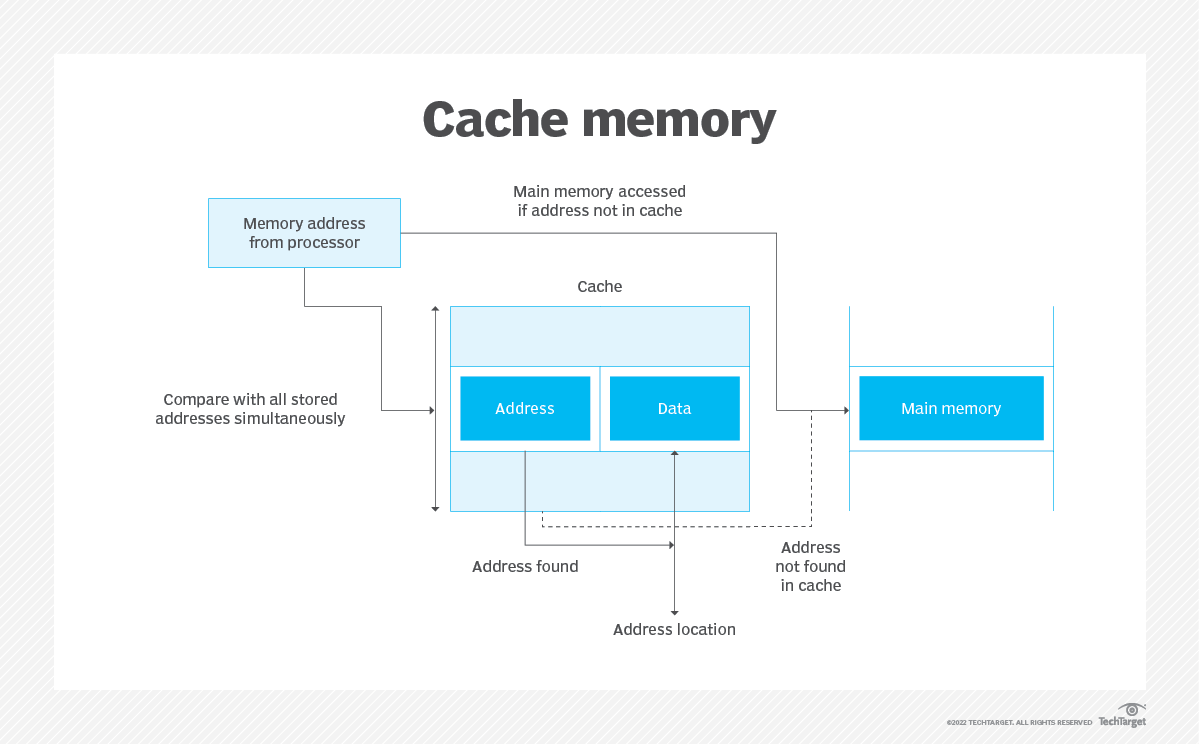 Cache memory
Main memory accessed
if address not in cache
Memory address
from processor
Cache
Compare with all stored
addresses simultaneously
Address
Data
Main memory
Address found
Address
not found
in cache
Address location
©2022 TECHTARGET. ALL RIGHTS RESERVED
TechTarget